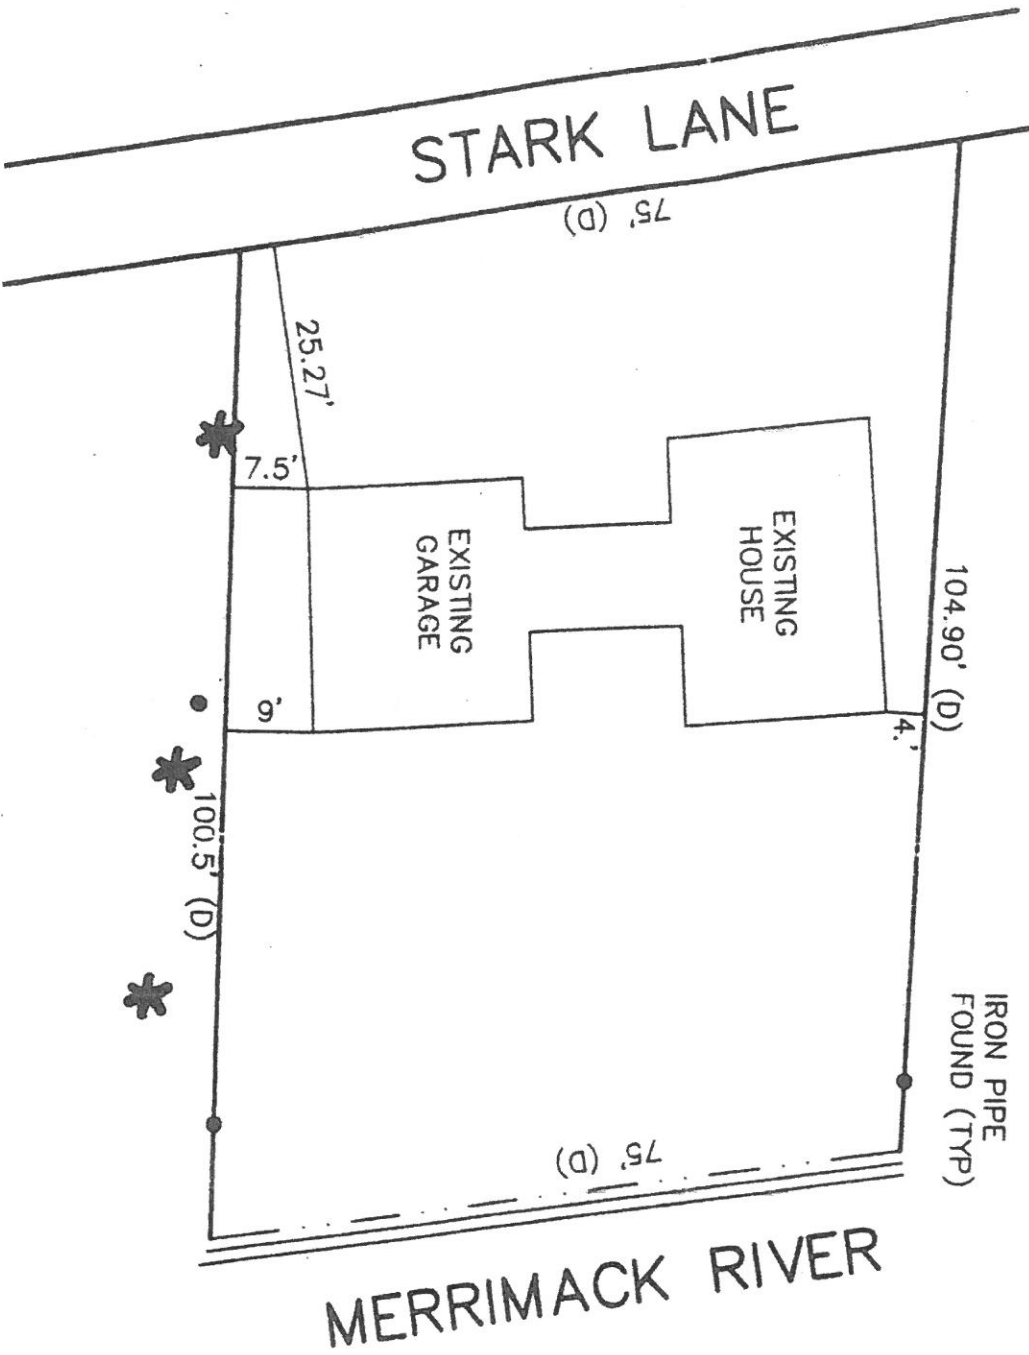 STARK LANE
75' (D)
25.27'
7.5'
EXISTING
HOUSE
EXISTING
GARAGE
104.90' (D)
9'
4.'
100.5' (D)
IRON PIPE
FOUND (TYP)
75' (D)
MERRIMACK RIVER